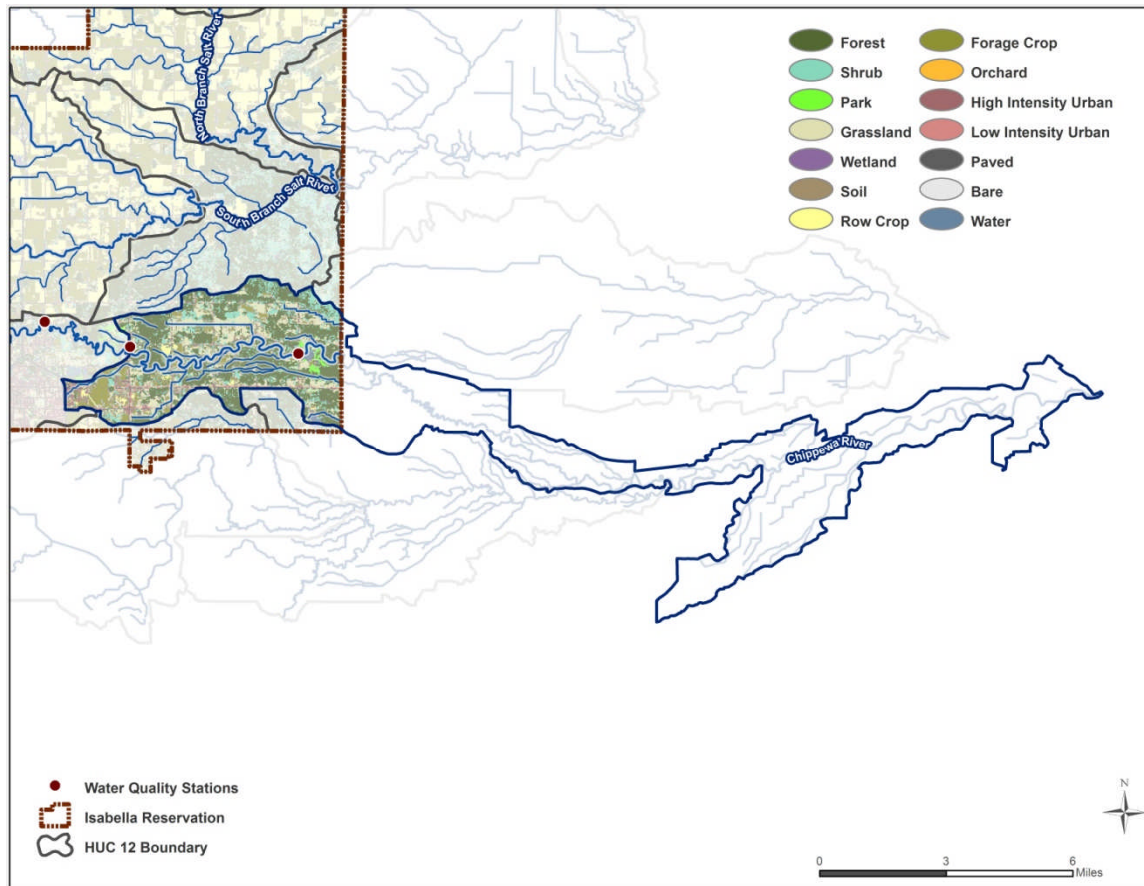 North Branch Salt River
South Branch Salt River
Chippewa River
Forest
Shrub
Park
Grassland
Wetland
Soil
Row Crop
Forage Crop
Orchard
High Intensity Urban
Low Intensity Urban
Paved
Bare
Water
Water Quality Stations
Isabella Reservation
HUC 12 Boundary
N
0 3 6
Miles